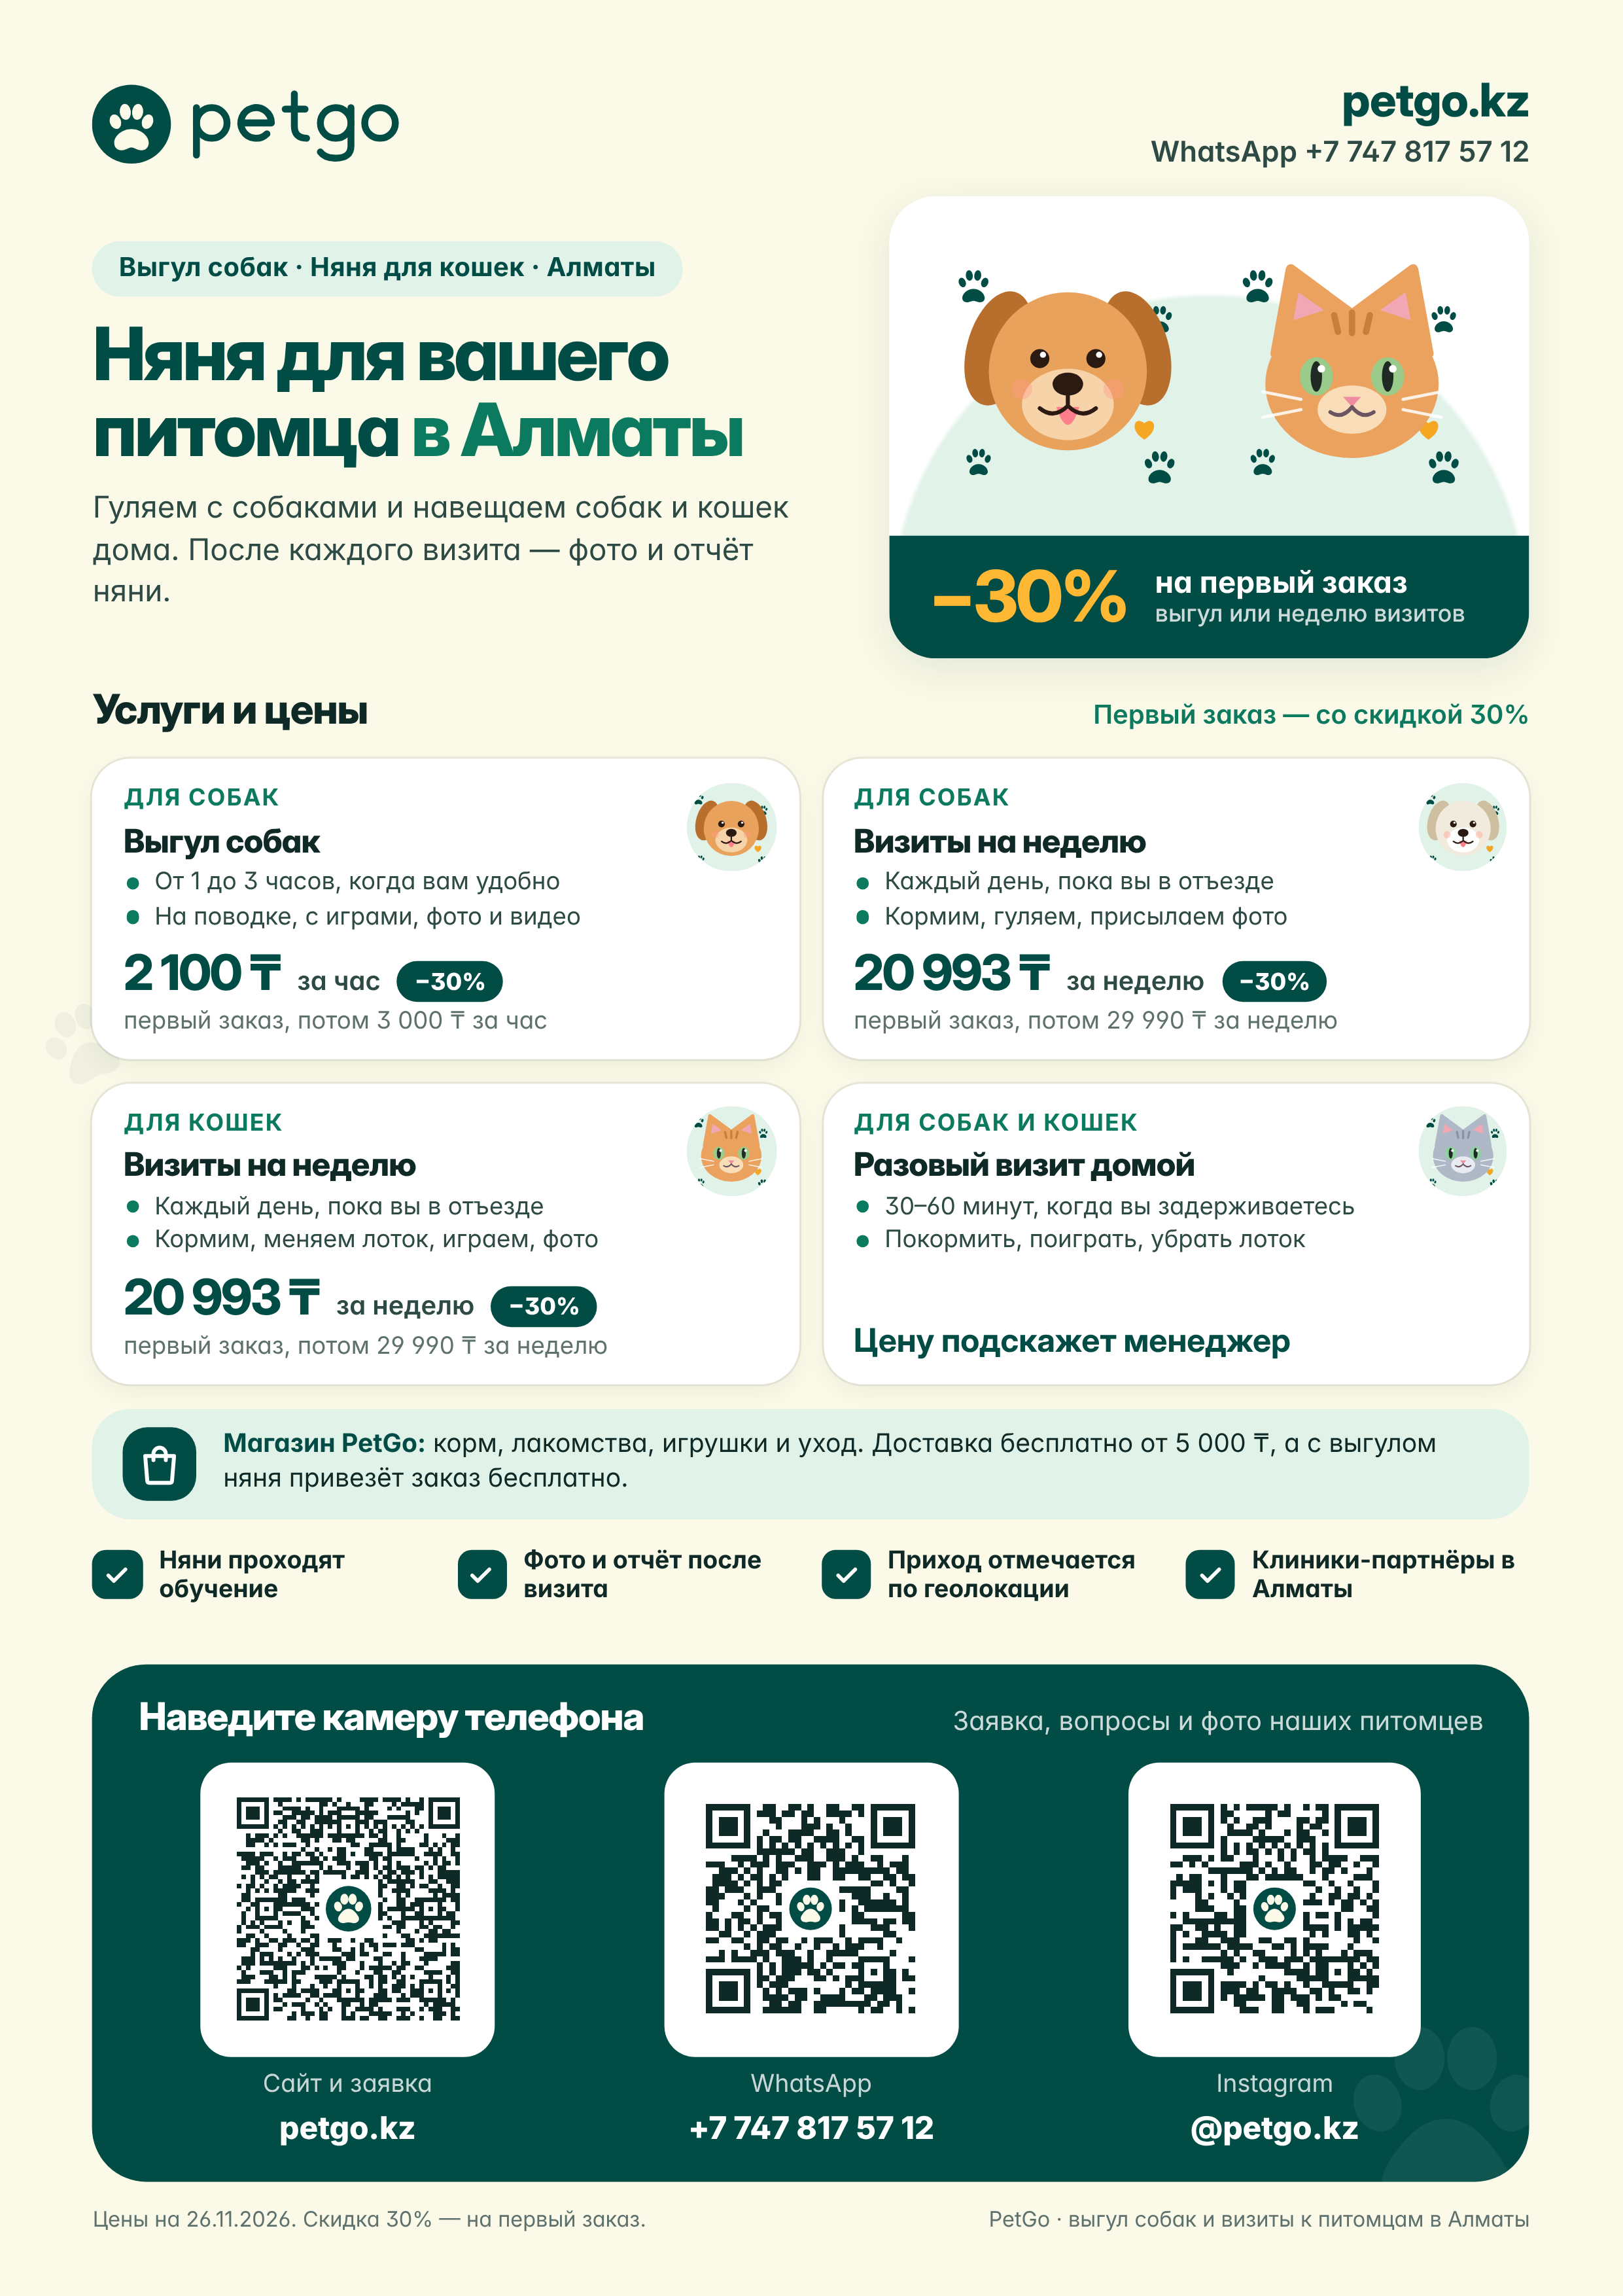 petgo
petgo.kz
WhatsApp +7 747 817 57 12
Выгул собак · Няня для кошек · Алматы
Няня для вашего
питомца в Алматы
Гуляем с собаками и навещаем собак и кошек
дома. После каждого визита — фото и отчёт
няни.
−30%
на первый заказ
выгул или неделю визитов
Услуги и цены
Первый заказ — со скидкой 30%
ДЛЯ СОБАК
Выгул собак
От 1 до 3 часов, когда вам удобно
На поводке, с играми, фото и видео
2 100 ₸ за час −30%
первый заказ, потом 3 000 ₸ за час
ДЛЯ СОБАК
Визиты на неделю
Каждый день, пока вы в отъезде
Кормим, гуляем, присылаем фото
20 993 ₸ за неделю −30%
первый заказ, потом 29 990 ₸ за неделю
ДЛЯ КОШЕК
Визиты на неделю
Каждый день, пока вы в отъезде
Кормим, меняем лоток, играем, фото
20 993 ₸ за неделю −30%
первый заказ, потом 29 990 ₸ за неделю
ДЛЯ СОБАК И КОШЕК
Разовый визит домой
30–60 минут, когда вы задерживаетесь
Покормить, поиграть, убрать лоток
Цену подскажет менеджер
Магазин PetGo: корм, лакомства, игрушки и уход. Доставка бесплатно от 5 000 ₸, а с выгулом
няня привезёт заказ бесплатно.
Няни проходят
обучение
Фото и отчёт после
визита
Приход отмечается
по геолокации
Клиники-партнёры в
Алматы
Наведите камеру телефона
Заявка, вопросы и фото наших питомцев
Сайт и заявка
petgo.kz
WhatsApp
+7 747 817 57 12
Instagram
@petgo.kz
Цены на 26.11.2026. Скидка 30% — на первый заказ.
PetGo · выгул собак и визиты к питомцам в Алматы